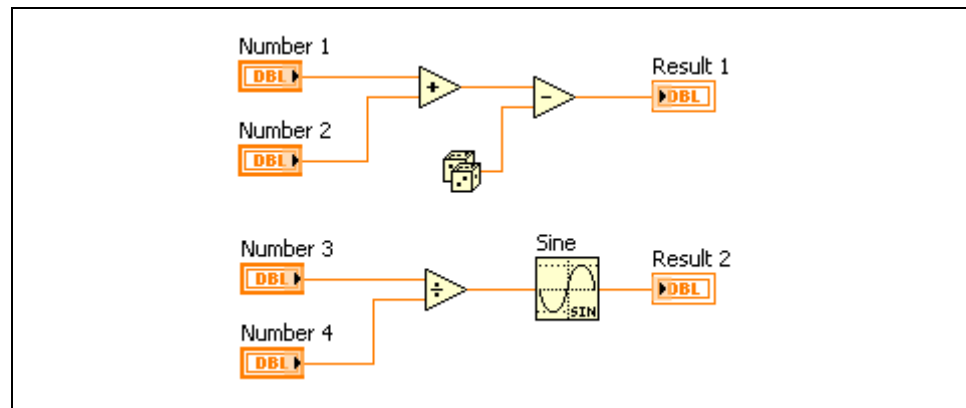 Number 1
DBL
Result 1
DBL
+
-
Number 2
DBL
Number 3
DBL
Sine
Result 2
DBL
÷
SIN
Number 4
DBL